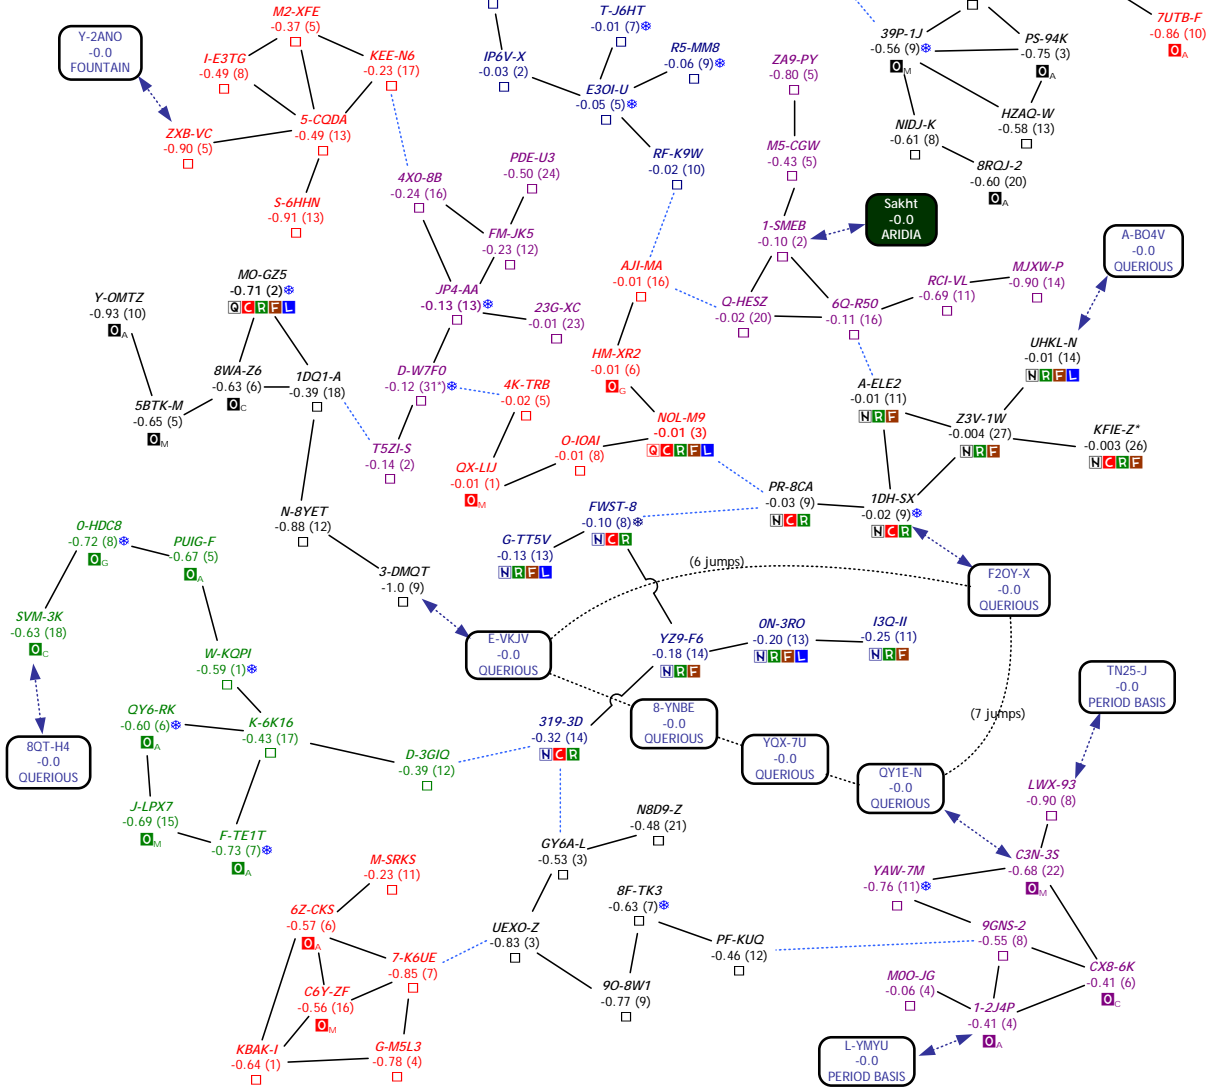 T-J6HT
-0.01 (7)❄
M2-XFE
-0.37 (5)
Y-2ANO
-0.0
FOUNTAIN
I-E3TG
-0.49 (8)
KEE-N6
-0.23 (17)
IP6V-X
-0.03 (2)
R5-MM8
-0.06 (9)❄
ZA9-PY
-0.80 (5)
39P-1J
-0.56 (9)❄
0M
PS-94K
-0.75 (3)
0A
7UTB-F
-0.86 (10)
0A
E3OI-U
-0.05 (5)❄
ZXB-VC
-0.90 (5)
5-CQDA
-0.49 (13)
NIDJ-K
-0.61 (8)
HZAQ-W
-0.58 (13)
PDE-U3
-0.50 (24)
RF-K9W
-0.02 (10)
M5-CGW
-0.43 (5)
8RQJ-2
-0.60 (20)
0A
4X0-8B
-0.24 (16)
S-6HHN
-0.91 (13)
Sakht
-0.0
ARIDIA
FM-JK5
-0.23 (12)
1-SMEB
-0.10 (2)
A-BO4V
-0.0
QUERIOUS
MO-GZ5
-0.71 (2)❄
Q C R F L
AJI-MA
-0.01 (16)
RCI-VL
-0.69 (11)
MJXW-P
-0.90 (14)
Y-OMTZ
-0.93 (10)
0A
JP4-AA
-0.13 (13)❄
23G-XC
-0.01 (23)
Q-HESZ
-0.02 (20)
6Q-R50
-0.11 (16)
HM-XR2
-0.01 (6)
0G
UHKL-N
-0.01 (14)
N R F L
8WA-Z6
-0.63 (6)
0C
1DQ1-A
-0.39 (18)
D-W7F0
-0.12 (31*)❄
4K-TRB
-0.02 (5)
A-ELE2
-0.01 (11)
N R F
5BTK-M
-0.65 (5)
0M
NOL-M9
-0.01 (3)
Q C R F L
Z3V-1W
-0.004 (27)
N R F
KFIE-Z*
-0.003 (26)
N C R F
T5ZI-S
-0.14 (2)
O-IOAI
-0.01 (8)
QX-LIJ
-0.01 (1)
0M
PR-8CA
-0.03 (9)
N C R
1DH-SX
-0.02 (9)❄
N C R
N-8YET
-0.88 (12)
FWST-8
-0.10 (8)❄
N C R
0-HDC8
-0.72 (8)❄
0G
PUIG-F
-0.67 (5)
0A
G-TT5V
-0.13 (13)
N R F L
(6 jumps)
3-DMQT
-1.0 (9)
F2OY-X
-0.0
QUERIOUS
SVM-3K
-0.63 (18)
0C
E-VKJV
-0.0
QUERIOUS
YZ9-F6
-0.18 (14)
N R F
0N-3RO
-0.20 (13)
N R F L
I3Q-II
-0.25 (11)
N R F
W-KQPI
-0.59 (1)❄
TN25-J
-0.0
PERIOD BASIS
QY6-RK
-0.60 (6)❄
0A
K-6K16
-0.43 (17)
319-3D
-0.32 (14)
N C R
8-YNBE
-0.0
QUERIOUS
(7 jumps)
8QT-H4
-0.0
QUERIOUS
D-3GIQ
-0.39 (12)
YQX-7U
-0.0
QUERIOUS
QY1E-N
-0.0
QUERIOUS
LWX-93
-0.90 (8)
J-LPX7
-0.69 (15)
0M
F-TE1T
-0.73 (7)❄
0A
N8D9-Z
-0.48 (21)
GY6A-L
-0.53 (3)
M-SRKS
-0.23 (11)
C3N-3S
-0.68 (22)
0M
YAW-7M
-0.76 (11)❄
8F-TK3
-0.63 (7)❄
6Z-CKS
-0.57 (6)
0A
UEXO-Z
-0.83 (3)
PF-KUQ
-0.46 (12)
9GNS-2
-0.55 (8)
7-K6UE
-0.85 (7)
CX8-6K
-0.41 (6)
0C
M0O-JG
-0.06 (4)
C6Y-ZF
-0.56 (16)
0M
9O-8W1
-0.77 (9)
1-2J4P
-0.41 (4)
0A
KBAK-I
-0.64 (1)
G-M5L3
-0.78 (4)
L-YMYU
-0.0
PERIOD BASIS